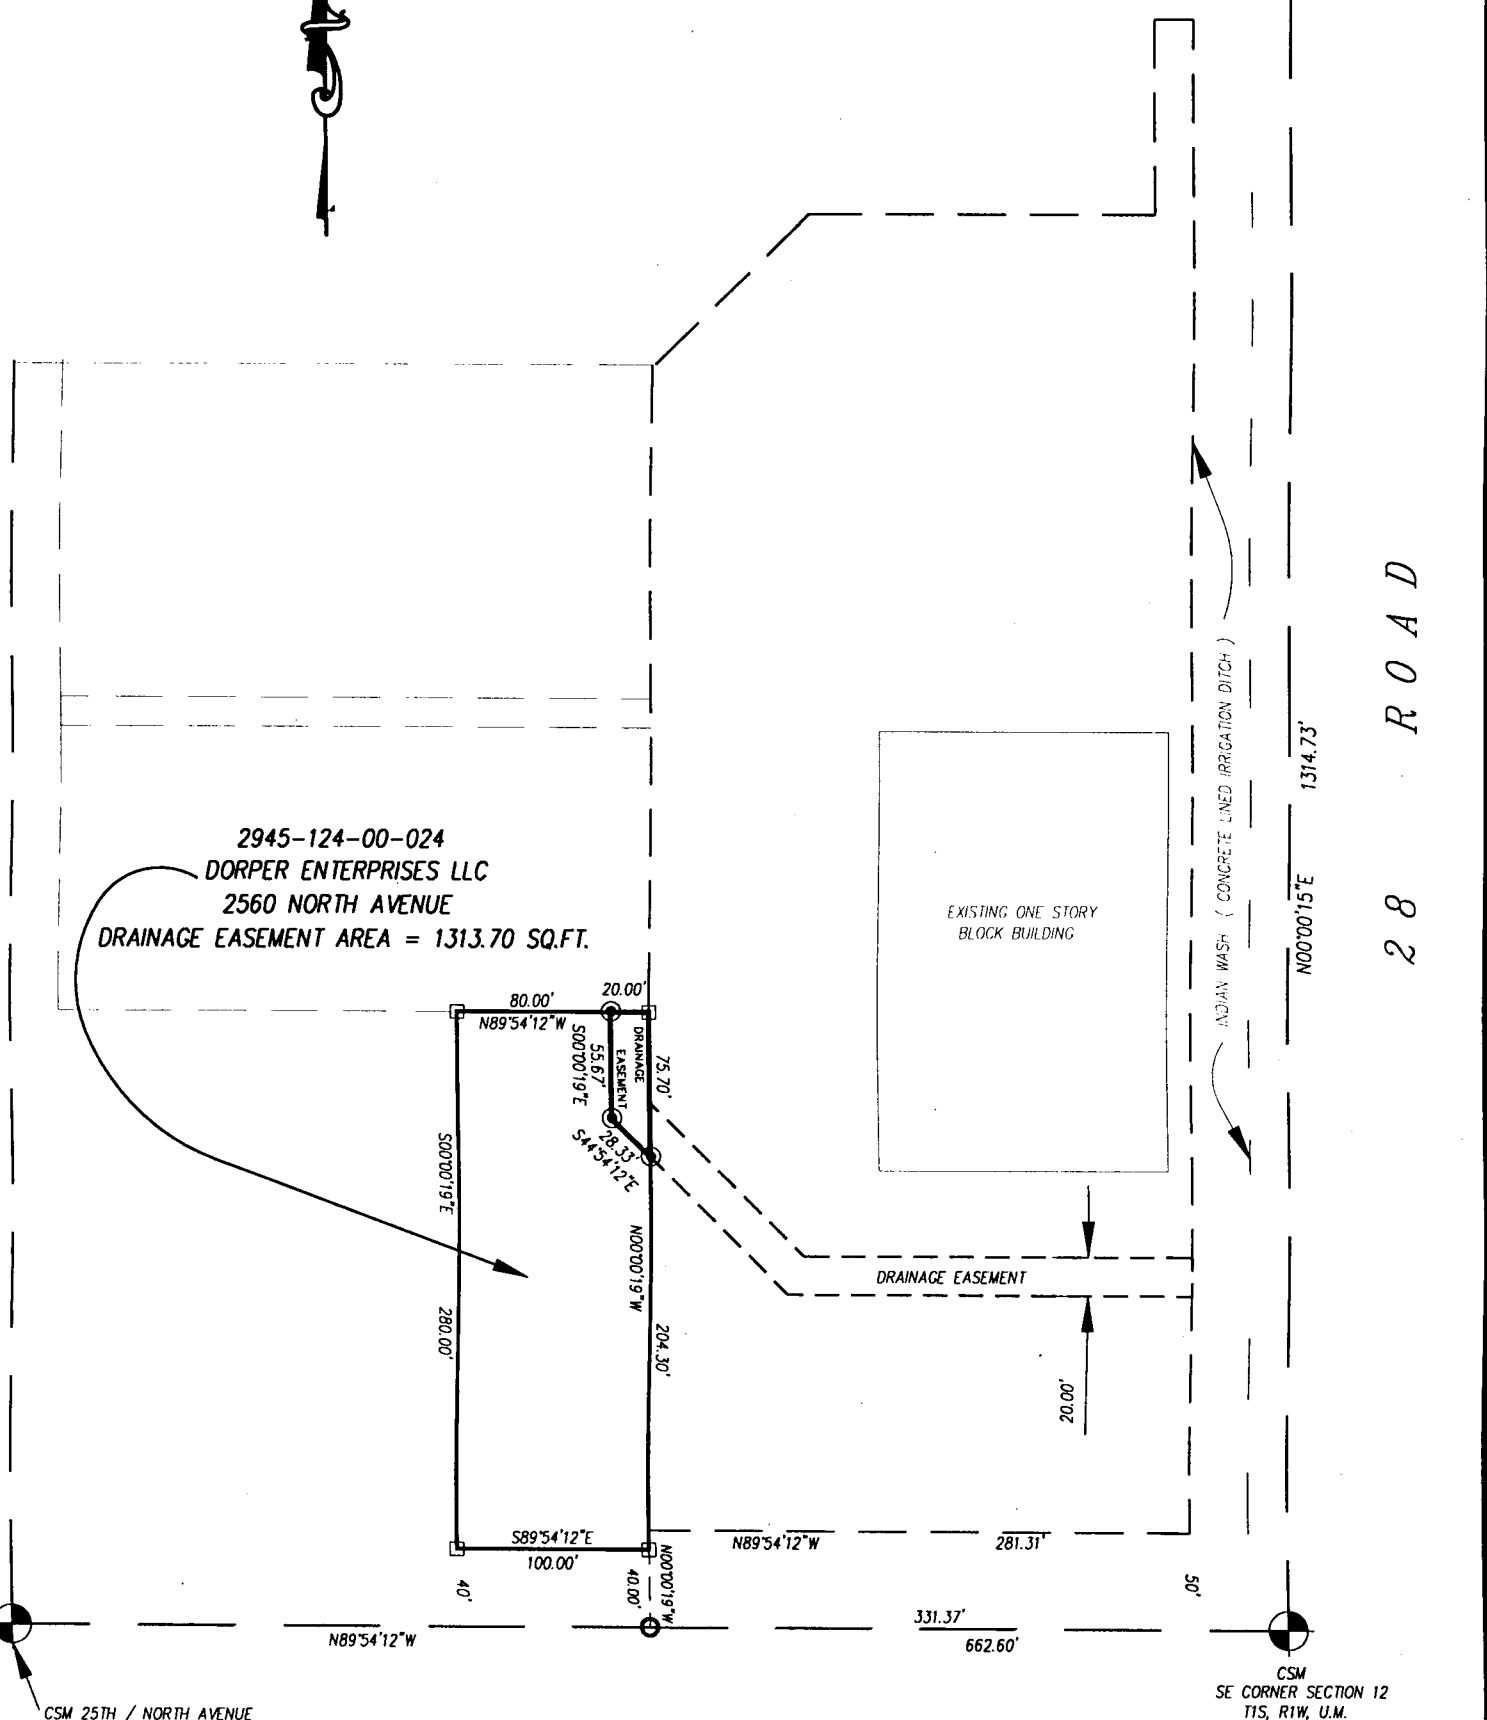 2945-124-00-024
DORPER ENTERPRISES LLC
2560 NORTH AVENUE
DRAINAGE EASEMENT AREA = 1313.70 SQ.FT.
28 ROAD
INDIAN WASH ( CONCRETE LINED IRRIGATION DITCH )
N00°00'15"E 1314.73'
EXISTING ONE STORY
BLOCK BUILDING
80.00'
N89°54'12"W
20.00'
S00°00'19"E
55.67'
DRAINAGE
EASEMENT
75.70'
28.33'
S44°54'12"E
S00°00'19"E
280.00'
N00°00'19"W
204.30'
DRAINAGE EASEMENT
20.00'
S89°54'12"E
100.00'
N89°54'12"W
281.31'
40'
40.00'
N00°00'19"W
50'
N89°54'12"W
331.37'
662.60'
CSM 25TH / NORTH AVENUE
CSM
SE CORNER SECTION 12
T1S, R1W, U.M.